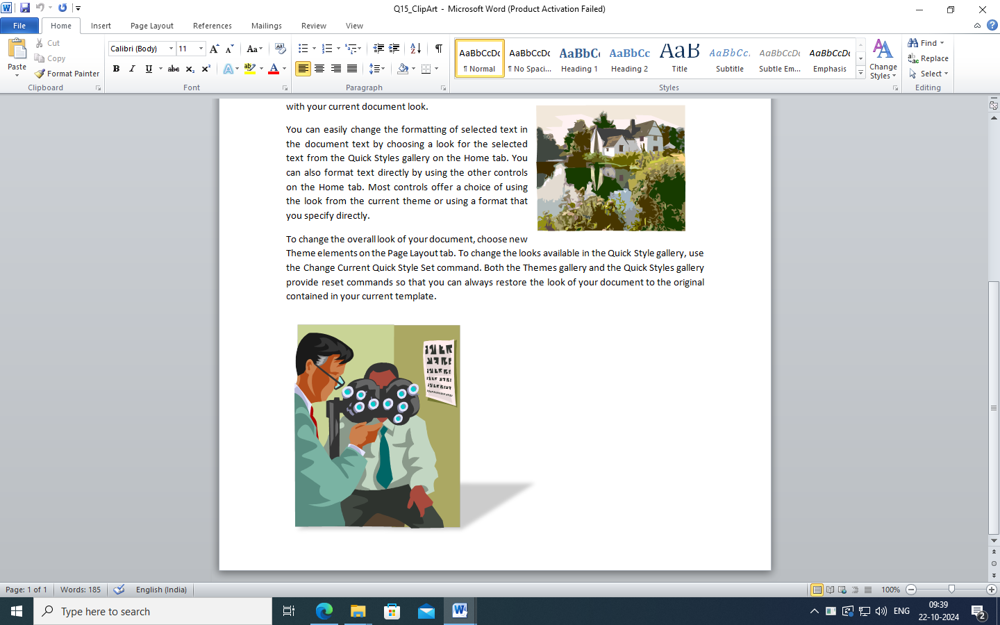 Q15_ClipArt - Microsoft Word (Product Activation Failed)
File Home Insert Page Layout References Mailings Review View
Paste
Cut
Copy
Format Painter
Clipboard
Calibri (Body) 11
Font
Paragraph
AaBbCcDc AaBbCcDc AaBbC AaBbCc AaB AaBbCc. AaBbCcDc AaBbCcDc
¶ Normal ¶ No Spaci... Heading 1 Heading 2 Title Subtitle Subtle Em... Emphasis
Change Styles
Styles
Find
Replace
Select
Editing
with your current document look.
You can easily change the formatting of selected text in
the document text by choosing a look for the selected
text from the Quick Styles gallery on the Home tab. You
can also format text directly by using the other controls
on the Home tab. Most controls offer a choice of using
the look from the current theme or using a format that
you specify directly.
To change the overall look of your document, choose new
Theme elements on the Page Layout tab. To change the looks available in the Quick Style gallery, use
the Change Current Quick Style Set command. Both the Themes gallery and the Quick Styles gallery
provide reset commands so that you can always restore the look of your document to the original
contained in your current template.
Page: 1 of 1 Words: 185 English (India) 100%
Type here to search
ENG
09:39
22-10-2024
2